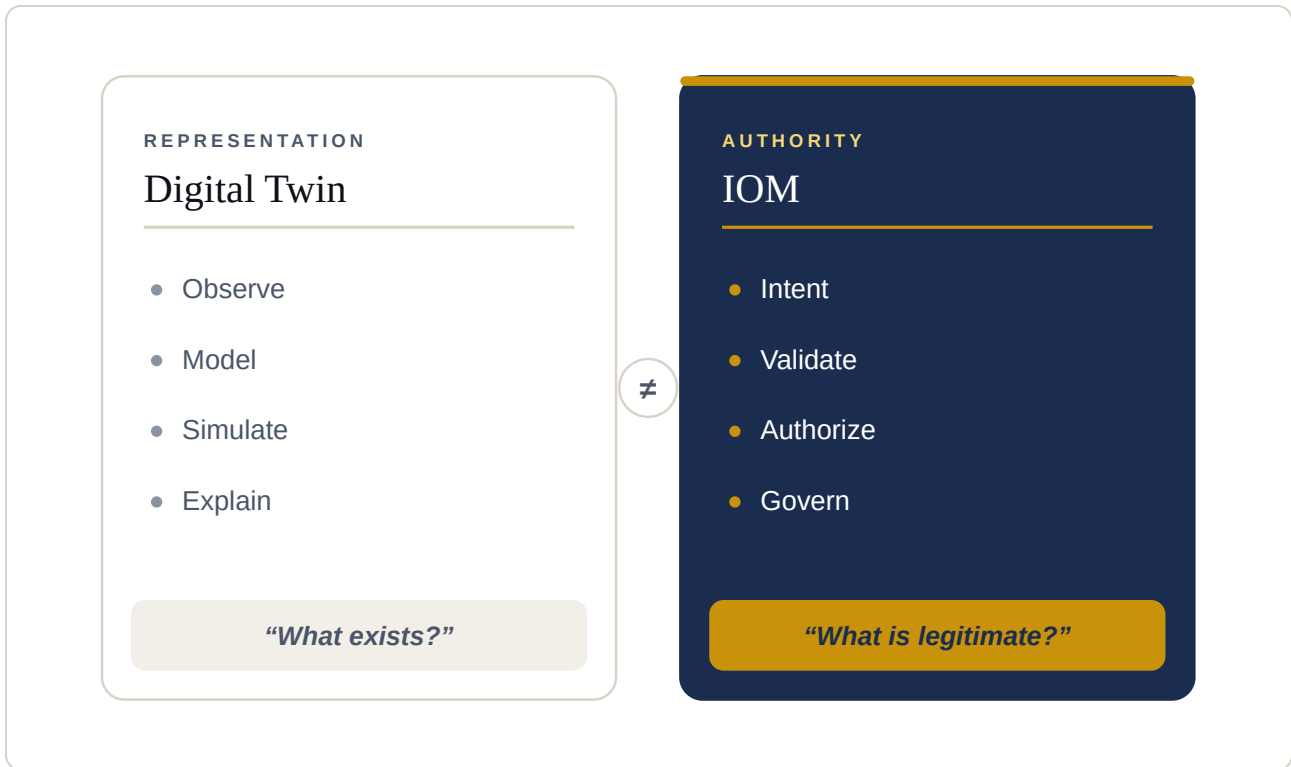 REPRESENTATION
Digital Twin
Observe
Model
Simulate
Explain
“What exists?”
≠
AUTHORITY
IOM
Intent
Validate
Authorize
Govern
“What is legitimate?”